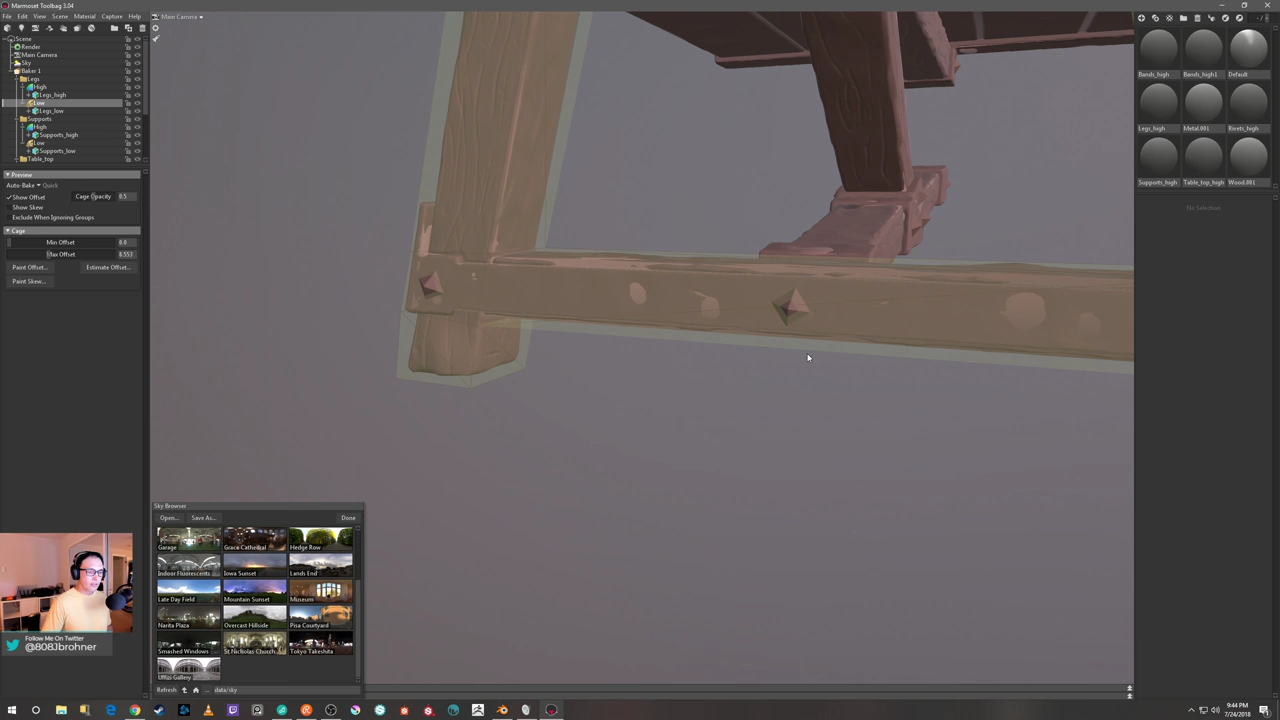 Marmoset Toolbag 3.04
File Edit View Scene Material Capture Help
Main Camera
Scene
Render
Main Camera
Sky
Baker 1
Legs
High
Legs_high
Low
Legs_low
Supports
High
Supports_high
Low
Supports_low
Table_top
Preview
Auto-Bake Quick
Show Offset Cage Opacity 0.5
Show Skew
Exclude When Ignoring Groups
Cage
Min Offset 0.0
Max Offset 8.553
Paint Offset... Estimate Offset...
Paint Skew...
Bands_high Bands_high1 Default
Legs_high Metal.001 Rivets_high
Supports_high Table_top_high Wood.001
No Selection
Sky Browser
Open... Save As... Done
Garage Grace Cathedral Hedge Row
Indoor Fluorescents Iowa Sunset Lands End
Late Day Field Mountain Sunset Museum
Narita Plaza Overcast Hillside Pisa Courtyard
Smashed Windows St Nicholas Church Tokyo Takeshita
Uffizi Gallery
Refresh ... data/sky
Follow Me On Twitter
@808Jbrohner
9:44 PM
7/24/2018